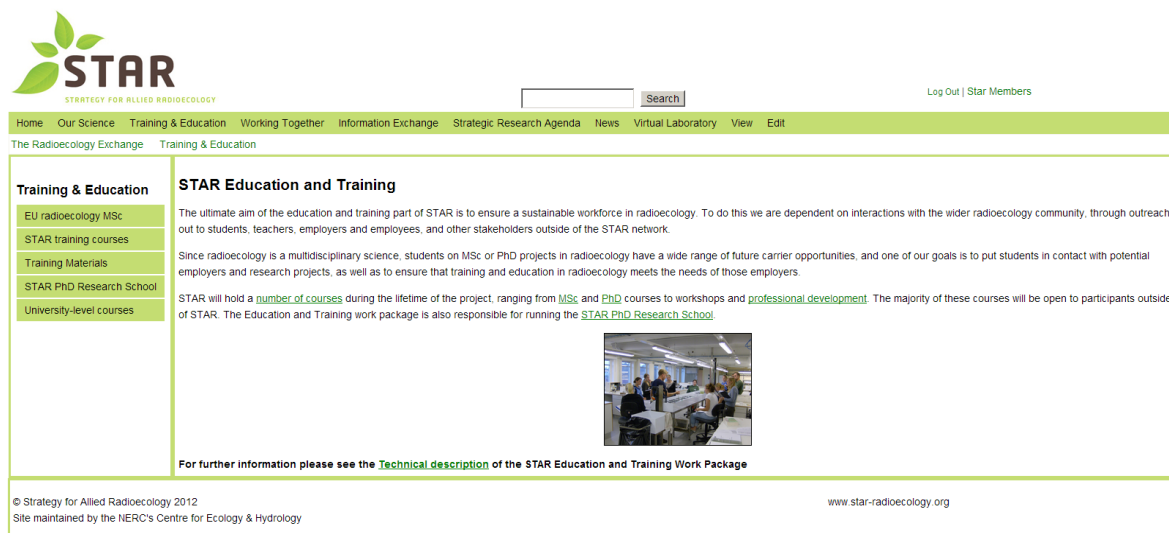 STAR
STRATEGY FOR ALLIED RADIOECOLOGY
Search
Log Out | Star Members
Home Our Science Training & Education Working Together Information Exchange Strategic Research Agenda News Virtual Laboratory View Edit
The Radioecology Exchange Training & Education
Training & Education
EU radioecology MSc
STAR training courses
Training Materials
STAR PhD Research School
University-level courses
STAR Education and Training
The ultimate aim of the education and training part of STAR is to ensure a sustainable workforce in radioecology. To do this we are dependent on interactions with the wider radioecology community, through outreach
out to students, teachers, employers and employees, and other stakeholders outside of the STAR network.
Since radioecology is a multidisciplinary science, students on MSc or PhD projects in radioecology have a wide range of future carrier opportunities, and one of our goals is to put students in contact with potential
employers and research projects, as well as to ensure that training and education in radioecology meets the needs of those employers.
STAR will hold a number of courses during the lifetime of the project, ranging from MSc and PhD courses to workshops and professional development. The majority of these courses will be open to participants outside
of STAR. The Education and Training work package is also responsible for running the STAR PhD Research School.
For further information please see the Technical description of the STAR Education and Training Work Package
© Strategy for Allied Radioecology 2012
Site maintained by the NERC's Centre for Ecology & Hydrology
www.star-radioecology.org